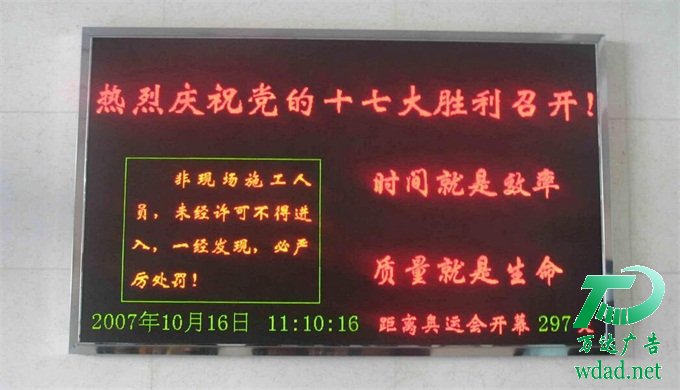 热烈庆祝党的十七大胜利召开!
非现场施工人
员，未经许可不得进
入，一经发现，必严
厉处罚!
时间就是效率
质量就是生命
2007年10月16日 11:10:16
距离奥运会开幕 297天
万达广告
wdad.net